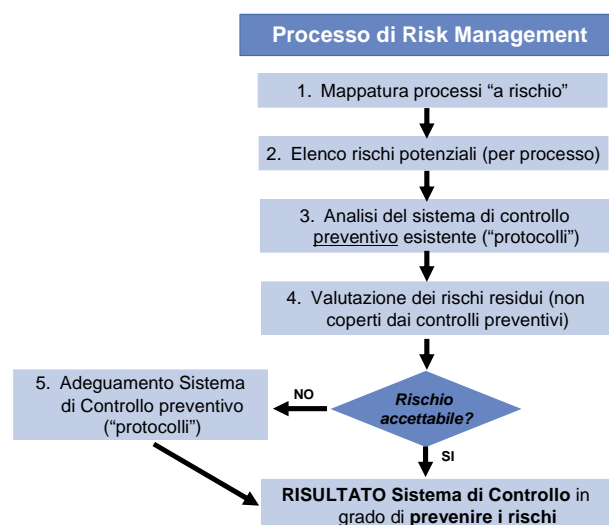 Processo di Risk Management
1. Mappatura processi “a rischio”
2. Elenco rischi potenziali (per processo)
3. Analisi del sistema di controllo
preventivo esistente (“protocolli”)
4. Valutazione dei rischi residui (non
coperti dai controlli preventivi)
Rischio
accettabile?
NO
5. Adeguamento Sistema
di Controllo preventivo
(“protocolli”)
SI
RISULTATO Sistema di Controllo in
grado di prevenire i rischi